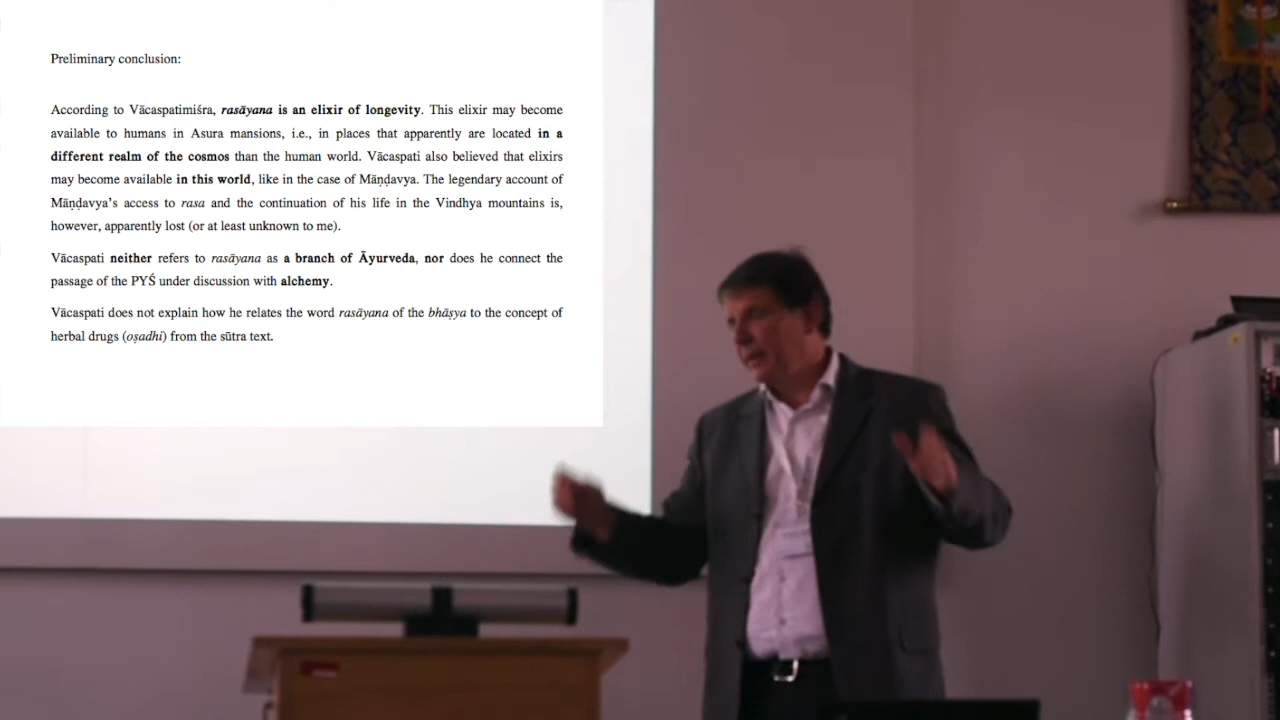 Preliminary conclusion:
According to Vācaspatimiśra, rasāyana is an elixir of longevity. This elixir may become
available to humans in Asura mansions, i.e., in places that apparently are located in a
different realm of the cosmos than the human world. Vācaspati also believed that elixirs
may become available in this world, like in the case of Māṇḍavya. The legendary account of
Māṇḍavya's access to rasa and the continuation of his life in the Vindhya mountains is,
however, apparently lost (or at least unknown to me).
Vācaspati neither refers to rasāyana as a branch of Āyurveda, nor does he connect the
passage of the PYŚ under discussion with alchemy.
Vācaspati does not explain how he relates the word rasāyana of the bhāṣya to the concept of
herbal drugs (oṣadhi) from the sūtra text.